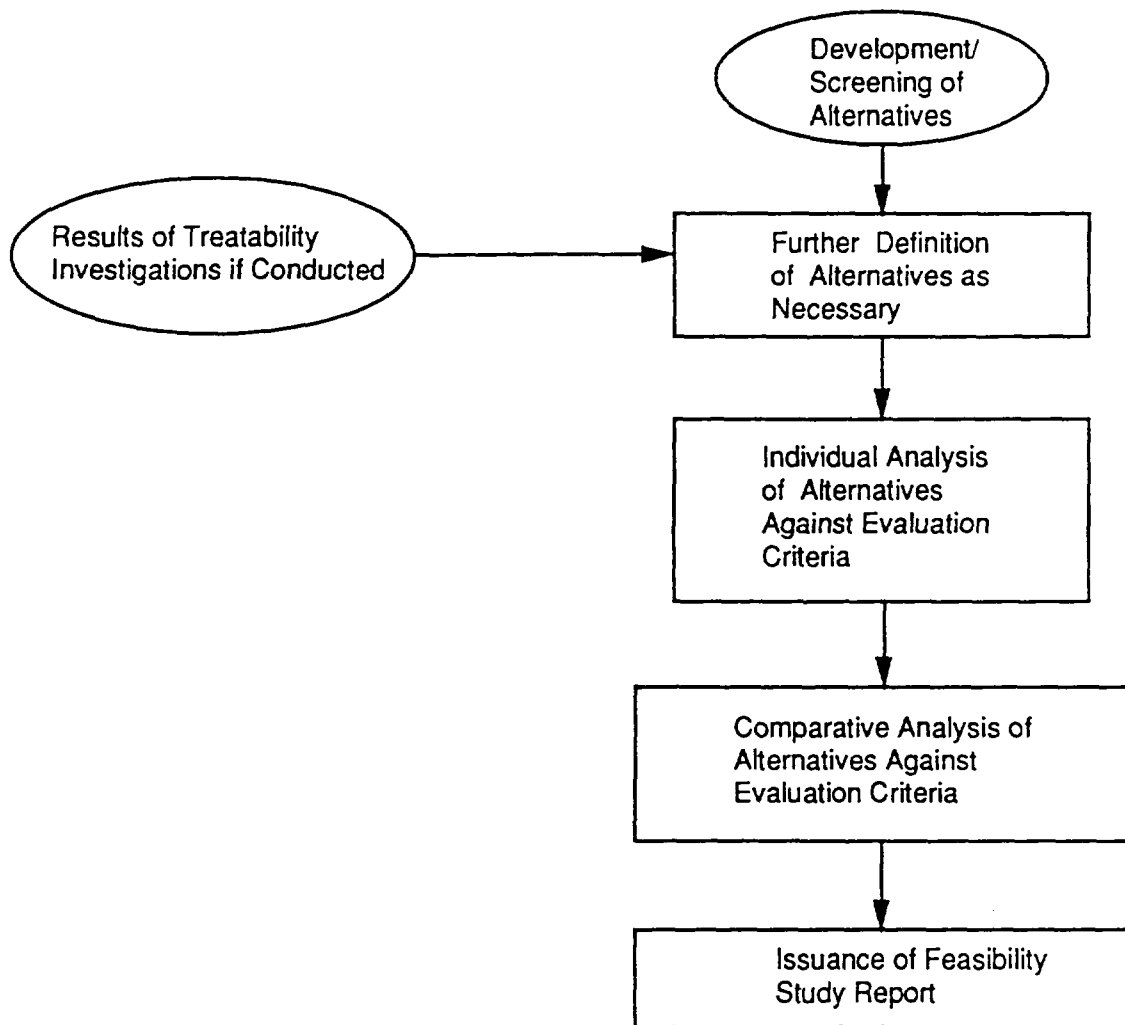 Development/
Screening of
Alternatives
Results of Treatability
Investigations if Conducted
Further Definition
of Alternatives as
Necessary
Individual Analysis
of Alternatives
Against Evaluation
Criteria
Comparative Analysis of
Alternatives Against
Evaluation Criteria
Issuance of Feasibility
Study Report